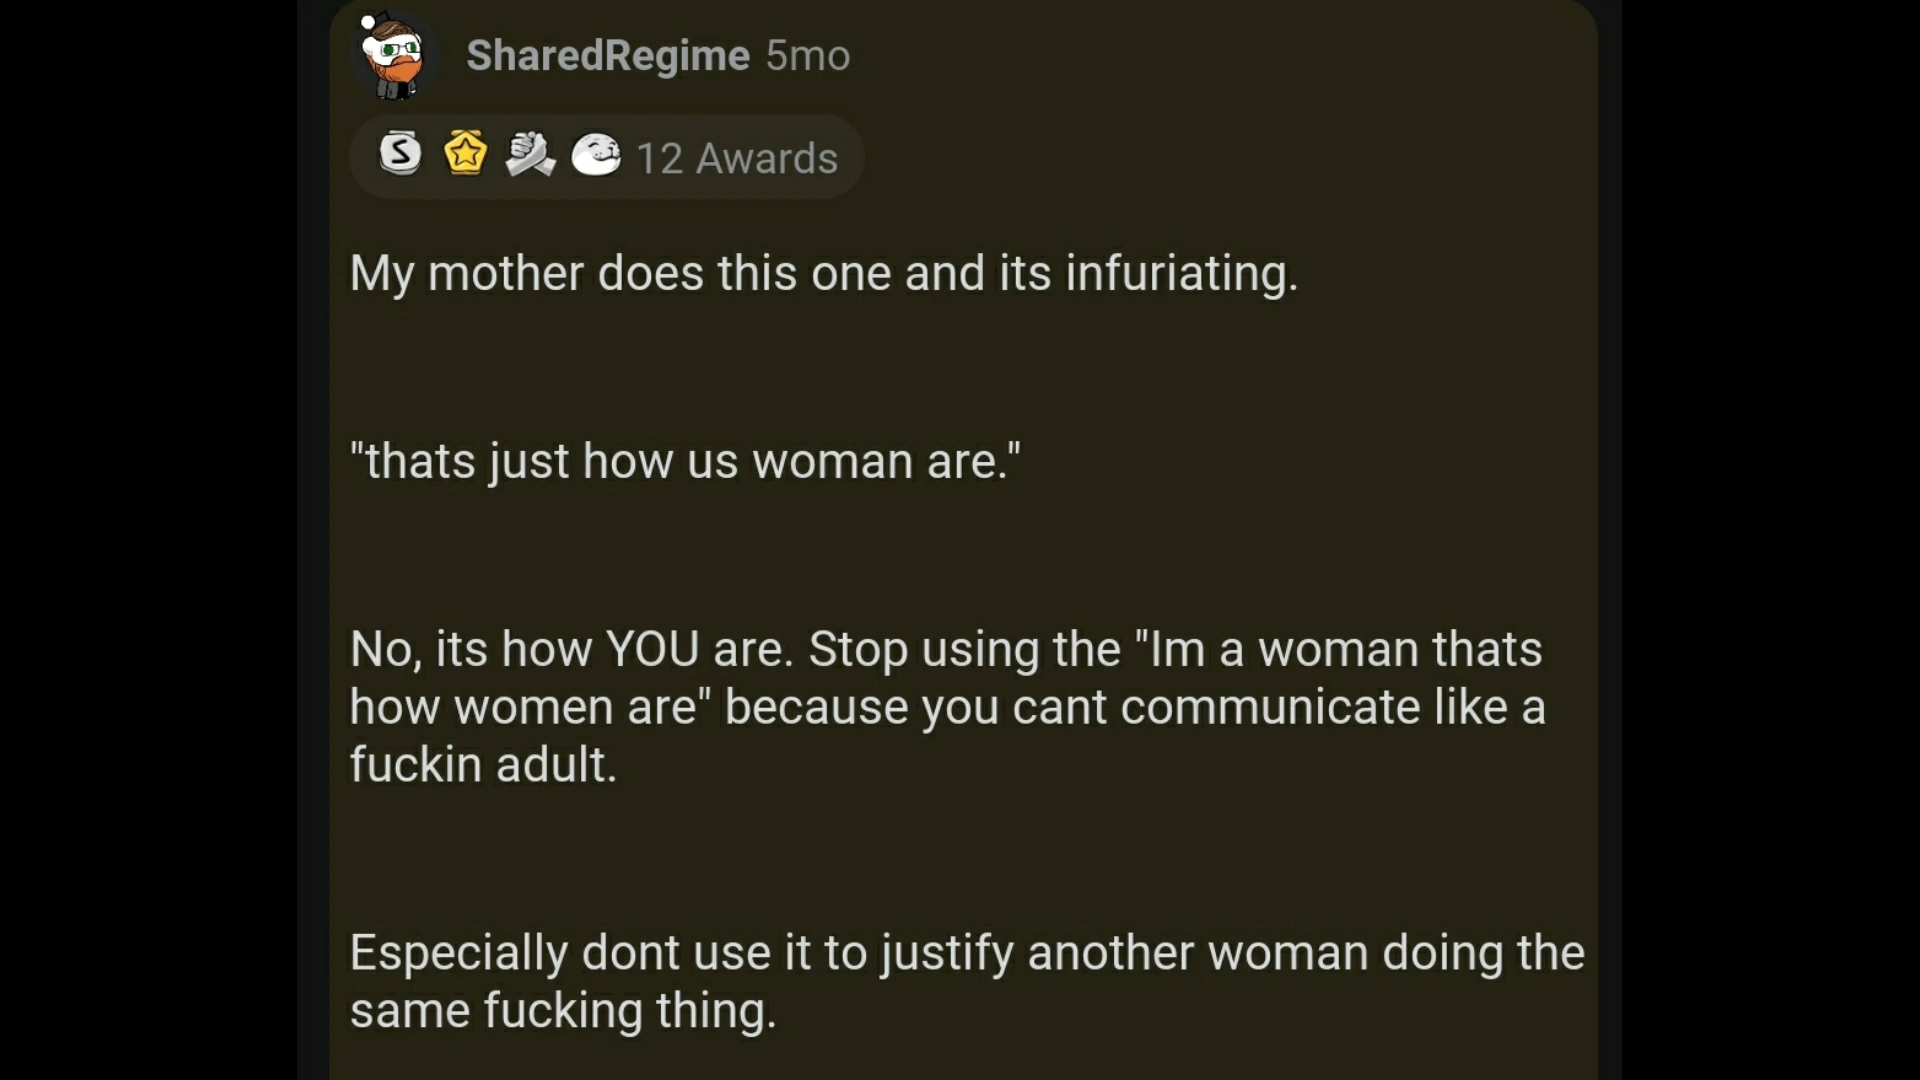 SharedRegime 5mo
S 12 Awards
My mother does this one and its infuriating.
"thats just how us woman are."
No, its how YOU are. Stop using the "Im a woman thats
how women are" because you cant communicate like a
fuckin adult.
Especially dont use it to justify another woman doing the
same fucking thing.